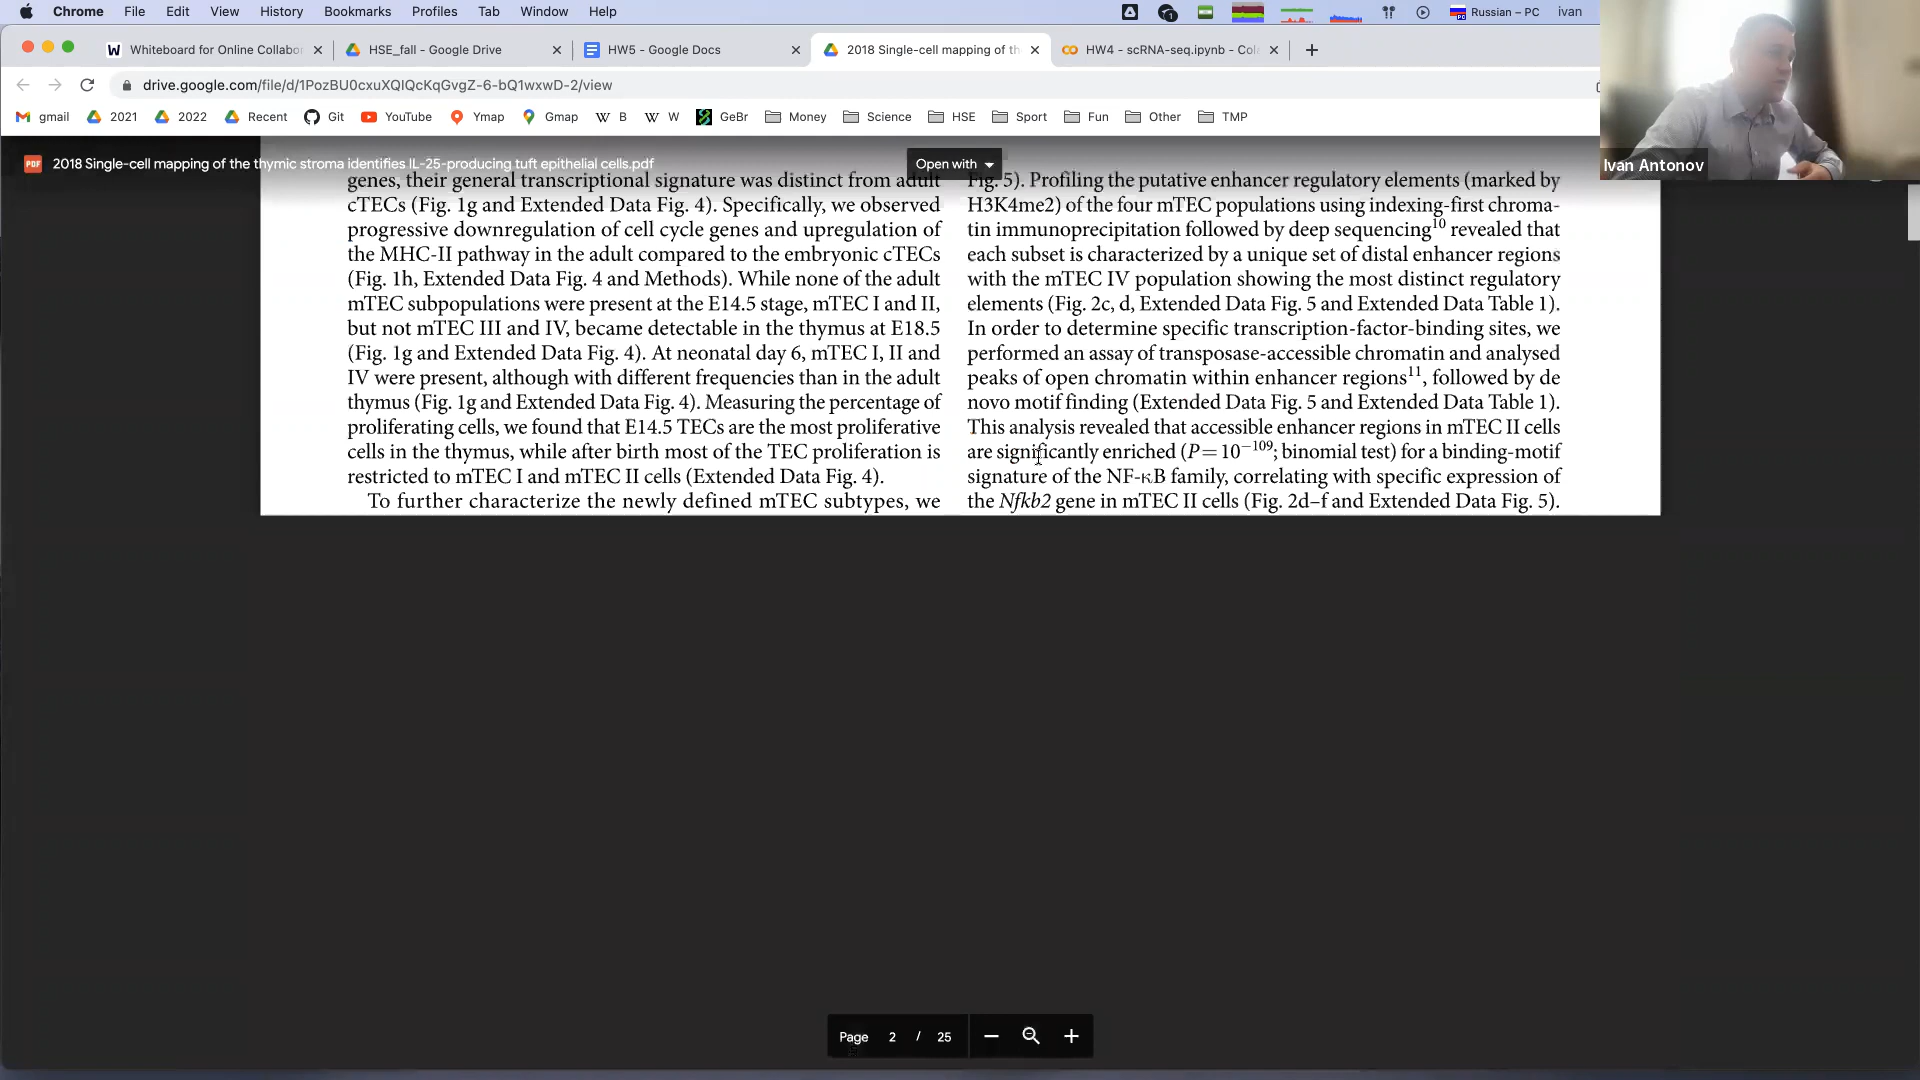 Chrome File Edit View History Bookmarks Profiles Tab Window Help
Russian – PC ivan
Whiteboard for Online Collabor
HSE_fall - Google Drive
HW5 - Google Docs
2018 Single-cell mapping of th
HW4 - scRNA-seq.ipynb - Cola
drive.google.com/file/d/1PozBU0cxuXQIQcKqGvgZ-6-bQ1wxwD-2/view
gmail 2021 2022 Recent Git YouTube Ymap Gmap B W GeBr Money Science HSE Sport Fun Other TMP
Ivan Antonov
PDF 2018 Single-cell mapping of the thymic stroma identifies IL-25-producing tuft epithelial cells.pdf
Open with
genes, their general transcriptional signature was distinct from adult
cTECs (Fig. 1g and Extended Data Fig. 4). Specifically, we observed
progressive downregulation of cell cycle genes and upregulation of
the MHC-II pathway in the adult compared to the embryonic cTECs
(Fig. 1h, Extended Data Fig. 4 and Methods). While none of the adult
mTEC subpopulations were present at the E14.5 stage, mTEC I and II,
but not mTEC III and IV, became detectable in the thymus at E18.5
(Fig. 1g and Extended Data Fig. 4). At neonatal day 6, mTEC I, II and
IV were present, although with different frequencies than in the adult
thymus (Fig. 1g and Extended Data Fig. 4). Measuring the percentage of
proliferating cells, we found that E14.5 TECs are the most proliferative
cells in the thymus, while after birth most of the TEC proliferation is
restricted to mTEC I and mTEC II cells (Extended Data Fig. 4).
To further characterize the newly defined mTEC subtypes, we
Fig. 5). Profiling the putative enhancer regulatory elements (marked by
H3K4me2) of the four mTEC populations using indexing-first chroma-
tin immunoprecipitation followed by deep sequencing10 revealed that
each subset is characterized by a unique set of distal enhancer regions
with the mTEC IV population showing the most distinct regulatory
elements (Fig. 2c, d, Extended Data Fig. 5 and Extended Data Table 1).
In order to determine specific transcription-factor-binding sites, we
performed an assay of transposase-accessible chromatin and analysed
peaks of open chromatin within enhancer regions11, followed by de
novo motif finding (Extended Data Fig. 5 and Extended Data Table 1).
This analysis revealed that accessible enhancer regions in mTEC II cells
are significantly enriched (P = 10−109; binomial test) for a binding-motif
signature of the NF-κB family, correlating with specific expression of
the Nfkb2 gene in mTEC II cells (Fig. 2d–f and Extended Data Fig. 5).
Page 2 / 25